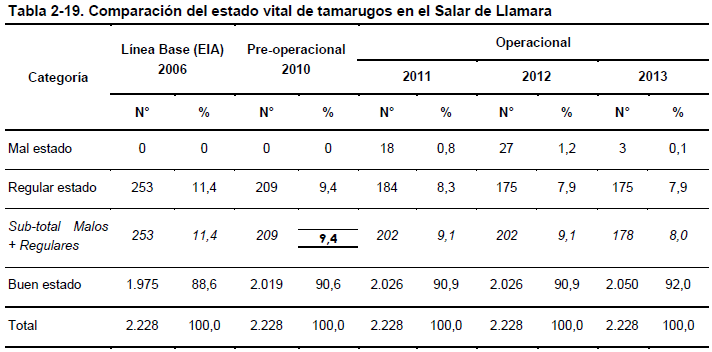 Tabla 2-19. Comparación del estado vital de tamarugos en el Salar de Llamara
Categoría Línea Base (EIA) 2006 Pre-operacional 2010 Operacional
2011 2012 2013
N° % N° % N° % N° % N° %
Mal estado 0 0 0 0 18 0,8 27 1,2 3 0,1
Regular estado 253 11,4 209 9,4 184 8,3 175 7,9 175 7,9
Sub-total Malos + Regulares 253 11,4 209 9,4 202 9,1 202 9,1 178 8,0
Buen estado 1.975 88,6 2.019 90,6 2.026 90,9 2.026 90,9 2.050 92,0
Total 2.228 100,0 2.228 100,0 2.228 100,0 2.228 100,0 2.228 100,0